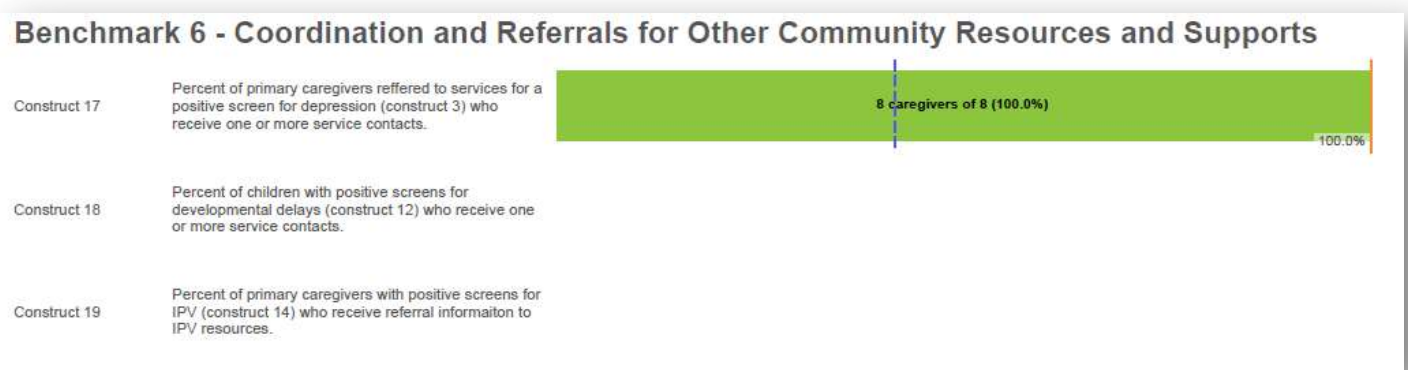 Benchmark 6 - Coordination and Referrals for Other Community Resources and Supports
Construct 17
Percent of primary caregivers reffered to services for a
positive screen for depression (construct 3) who
receive one or more service contacts.
8 caregivers of 8 (100.0%)
100.0%
Construct 18
Percent of children with positive screens for
developmental delays (construct 12) who receive one
or more service contacts.
Construct 19
Percent of primary caregivers with positive screens for
IPV (construct 14) who receive referral informaiton to
IPV resources.